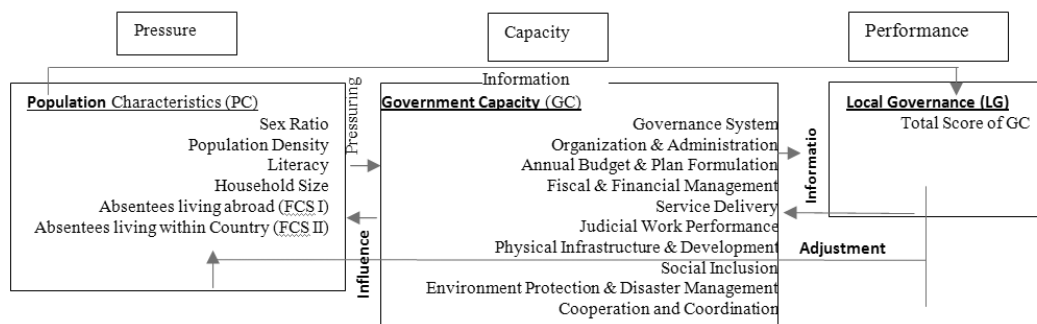 Pressure
Capacity
Performance
Information
Population Characteristics (PC)
Sex Ratio
Population Density
Literacy
Household Size
Absentees living abroad (FCS I)
Absentees living within Country (FCS II)
Pressuring
Influence
Government Capacity (GC)
Governance System
Organization & Administration
Annual Budget & Plan Formulation
Fiscal & Financial Management
Service Delivery
Judicial Work Performance
Physical Infrastructure & Development
Social Inclusion
Environment Protection & Disaster Management
Cooperation and Coordination
Informatio
Adjustment
Local Governance (LG)
Total Score of GC